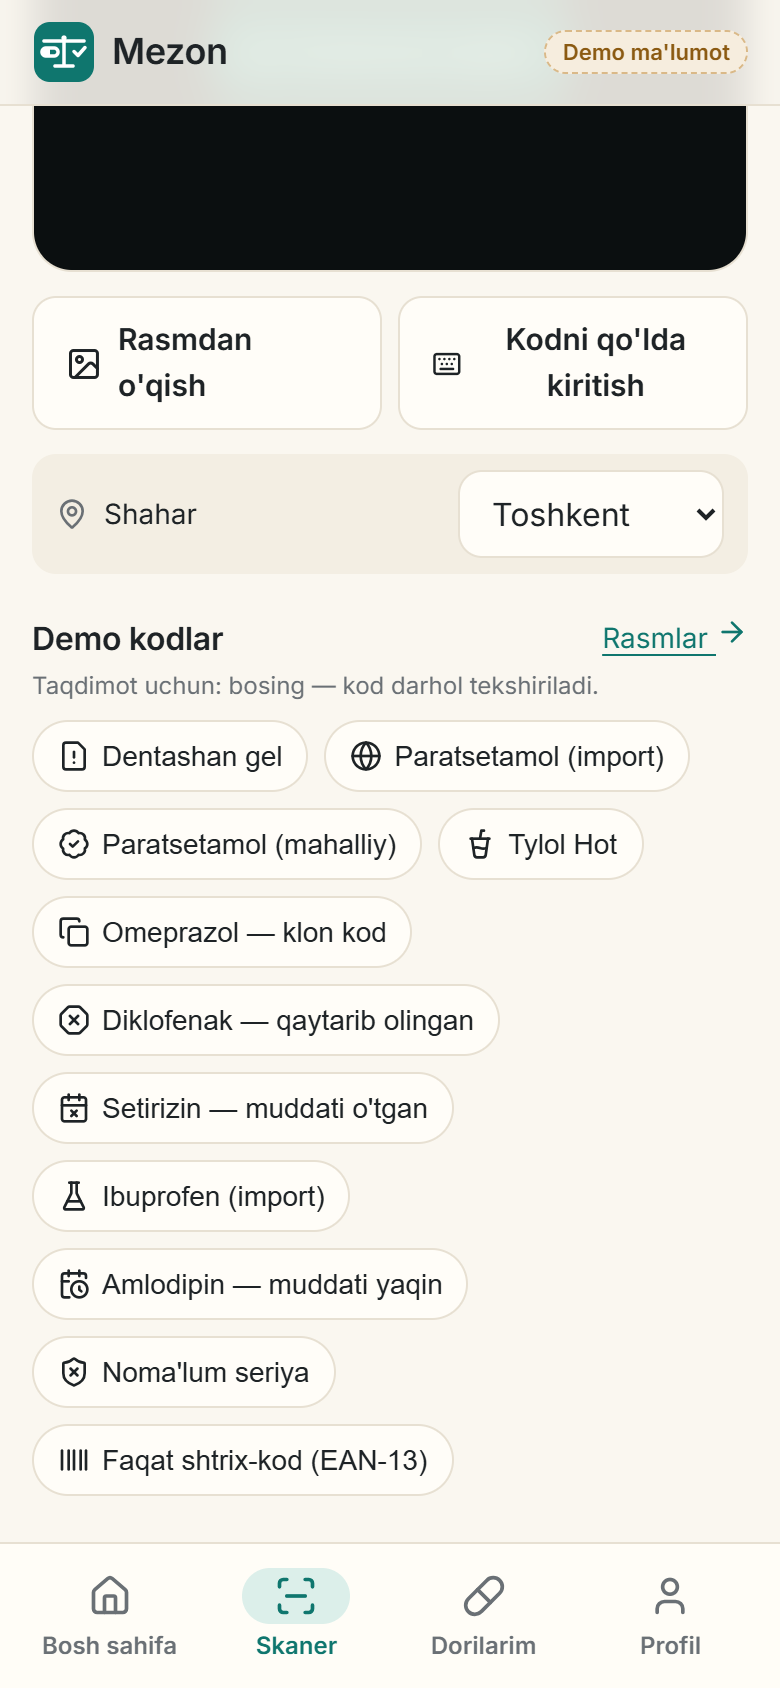 Mezon
Demo ma'lumot
Rasmdan
o'qish
Kodni qo'lda
kiritish
Shahar
Toshkent
Demo kodlar
Rasmlar
Taqdimot uchun: bosing — kod darhol tekshiriladi.
Dentashan gel
Paratsetamol (import)
Paratsetamol (mahalliy)
Tylol Hot
Omeprazol — klon kod
Diklofenak — qaytarib olingan
Setirizin — muddati o'tgan
Ibuprofen (import)
Amlodipin — muddati yaqin
Noma'lum seriya
Faqat shtrix-kod (EAN-13)
Bosh sahifa
Skaner
Dorilarim
Profil